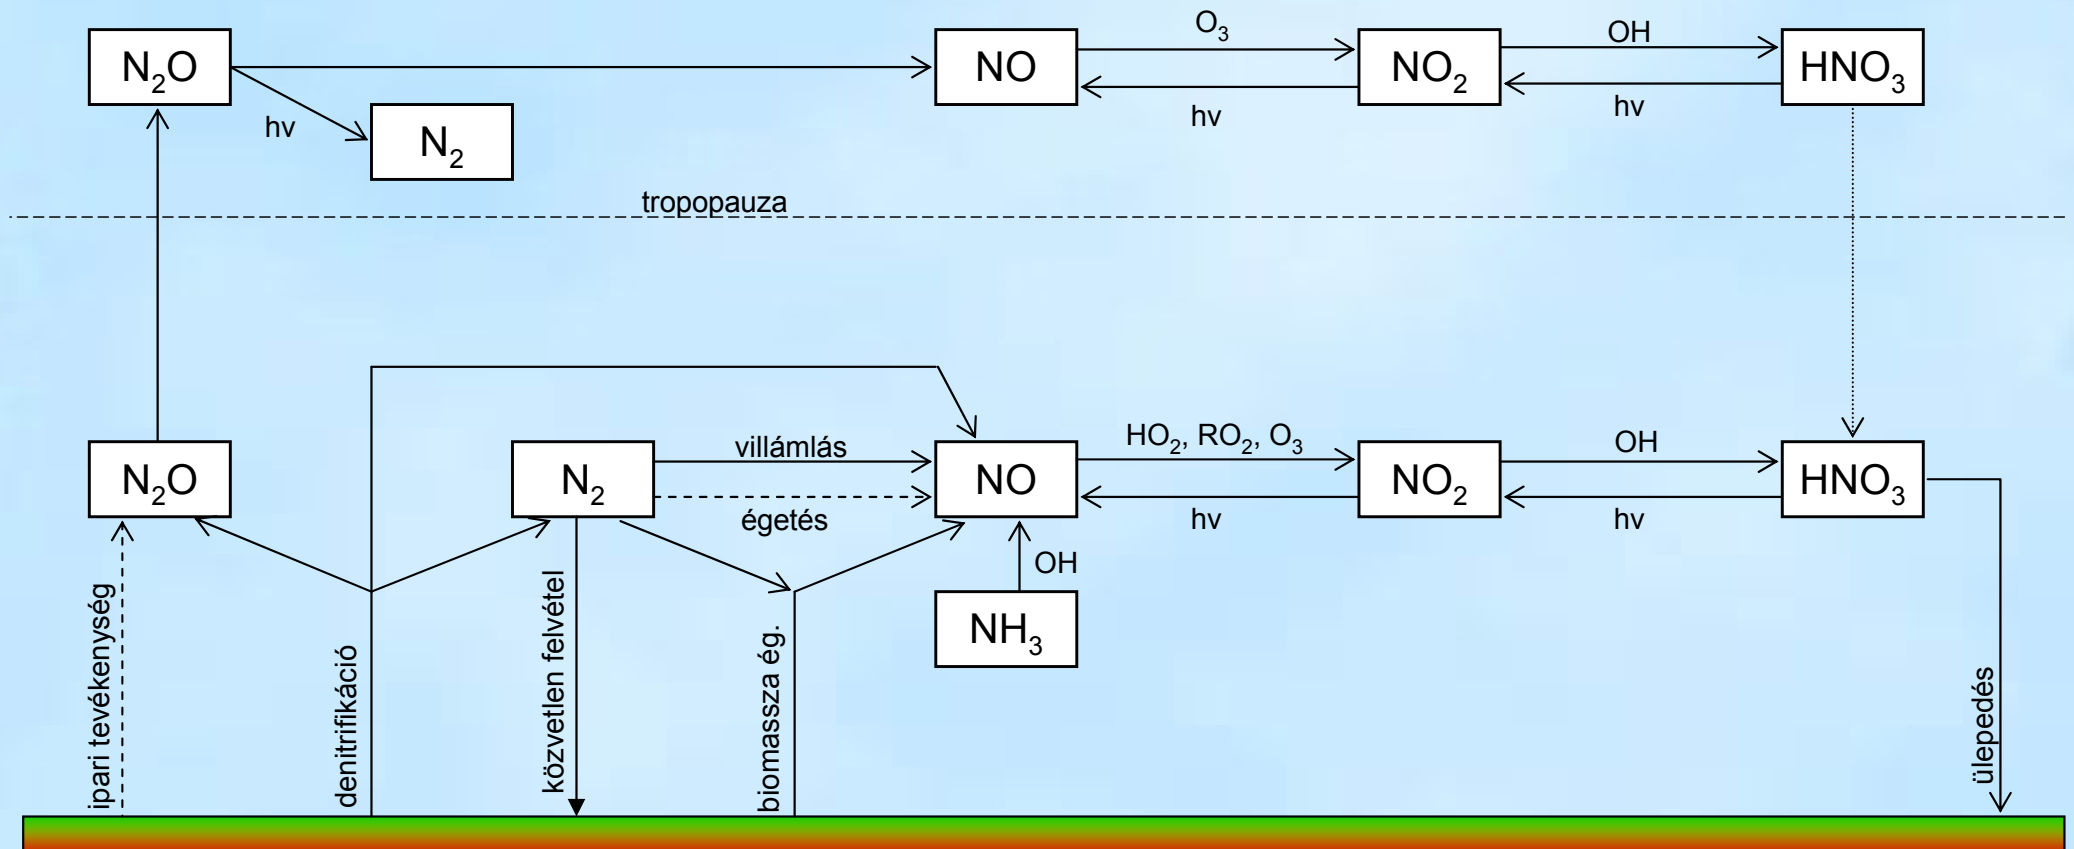 O₃
OH
N₂O
NO
NO₂
HNO₃
hv
hv
hv
N₂
tropopauza
HO₂, RO₂, O₃
OH
villámlás
N₂O
N₂
NO
NO₂
HNO₃
égetés
hv
hv
OH
NH₃
ipari tevékenység
denitrifikáció
közvetlen felvétel
biomassza ég.
ülepedés